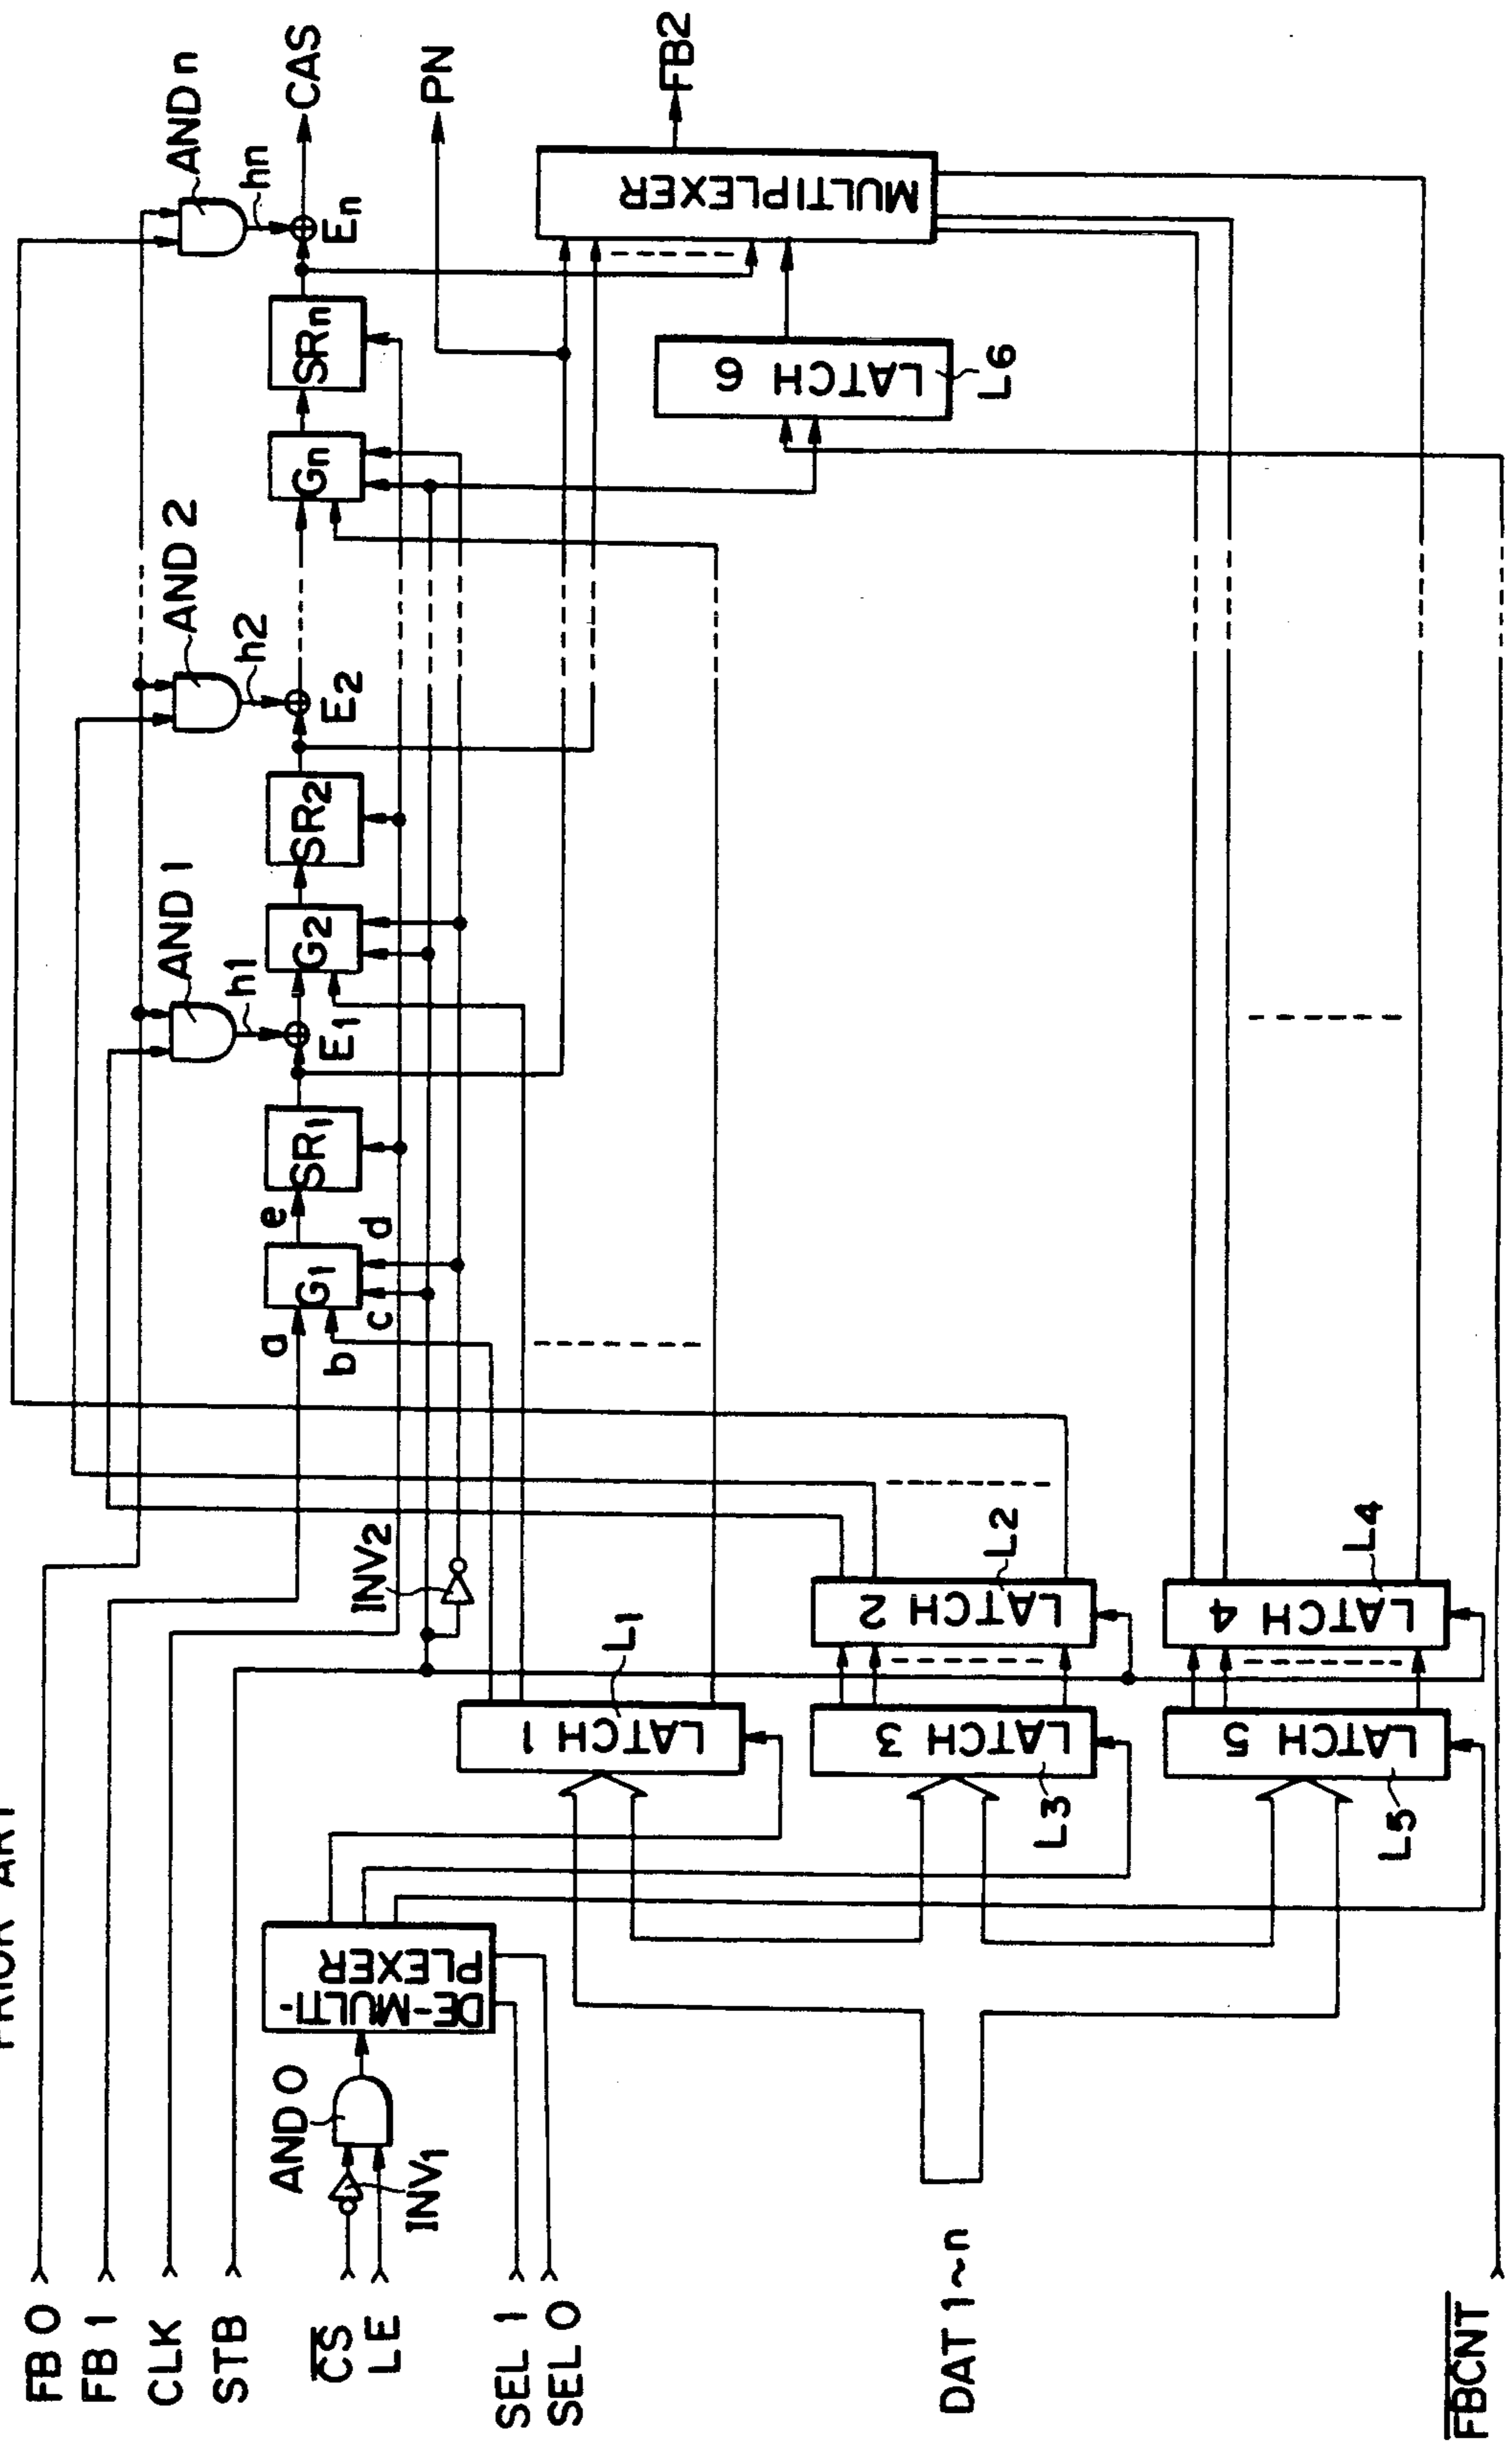 PRIOR ART
FB 0
FB 1
CLK
STB
CS
LE
SEL 1
SEL 0
DAT 1~n
FBCNT
AND 0
INV1
DE-MULTI-
PLEXER
INV2
LATCH 1
L1
LATCH 3
L3
LATCH 2
L2
LATCH 5
L5
LATCH 4
L4
a
b
c
d
e
G1
SR1
E1
h1
AND 1
G2
SR2
E2
h2
AND 2
Gn
SRn
En
hn
AND n
LATCH 6
L6
MULTIPLEXER
CAS
PN
FB2